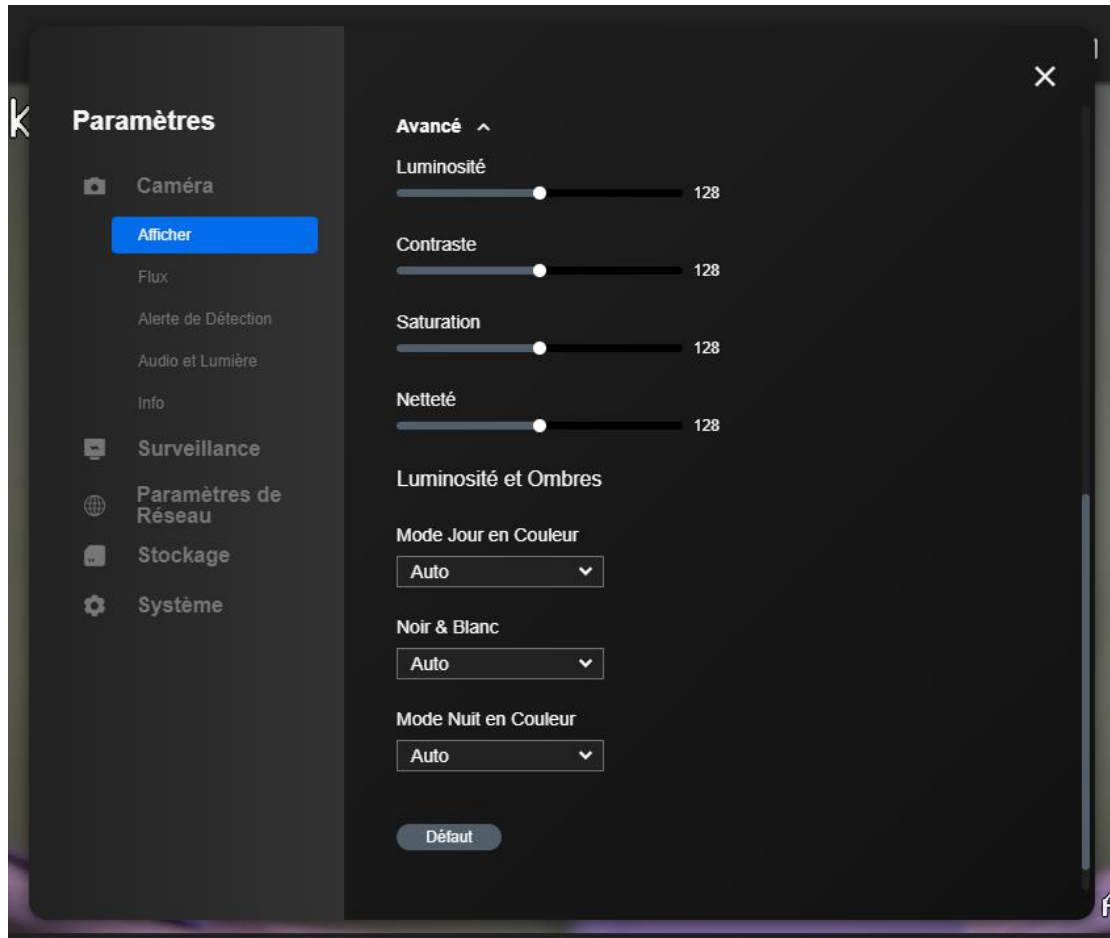 Paramètres
Caméra
Afficher
Flux
Alerte de Détection
Audio et Lumière
Info
Surveillance
Paramètres de
Réseau
Stockage
Système
Avancé
Luminosité
128
Contraste
128
Saturation
128
Netteté
128
Luminosité et Ombres
Mode Jour en Couleur
Auto
Noir & Blanc
Auto
Mode Nuit en Couleur
Auto
Défaut